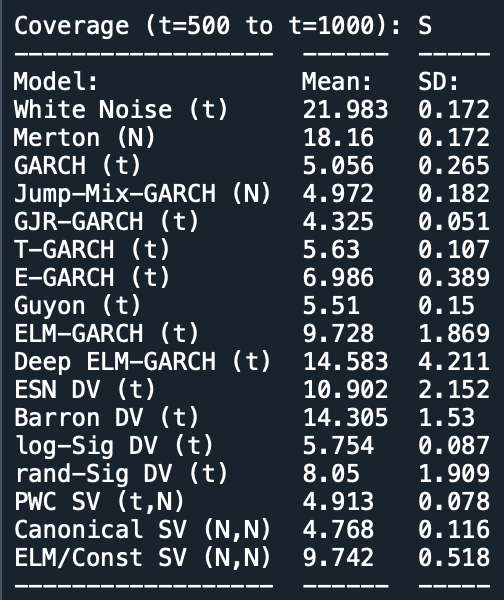 Coverage (t=500 to t=1000): S
------------------  ------  -----
Model:              Mean:   SD:
White Noise (t)     21.983  0.172
Merton (N)          18.16   0.172
GARCH (t)           5.056   0.265
Jump-Mix-GARCH (N)  4.972   0.182
GJR-GARCH (t)       4.325   0.051
T-GARCH (t)         5.63    0.107
E-GARCH (t)         6.986   0.389
Guyon (t)           5.51    0.15
ELM-GARCH (t)       9.728   1.869
Deep ELM-GARCH (t)  14.583  4.211
ESN DV (t)          10.902  2.152
Barron DV (t)       14.305  1.53
log-Sig DV (t)      5.754   0.087
rand-Sig DV (t)     8.05    1.909
PWC SV (t,N)        4.913   0.078
Canonical SV (N,N)  4.768   0.116
ELM/Const SV (N,N)  9.742   0.518
------------------  ------  -----